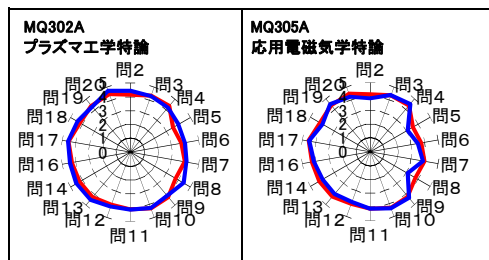 MQ302A
プラズマ工学特論
問2
問3
問4
問5
問6
問7
問8
問9
問10
問11
問12
問13
問14
問16
問17
問18
問19
問20
5
4
3
2
1
0
MQ305A
応用電磁気学特論
問2
問3
問4
問5
問6
問7
問8
問9
問10
問11
問12
問13
問14
問16
問17
問18
問19
問20
5
4
3
2
1
0